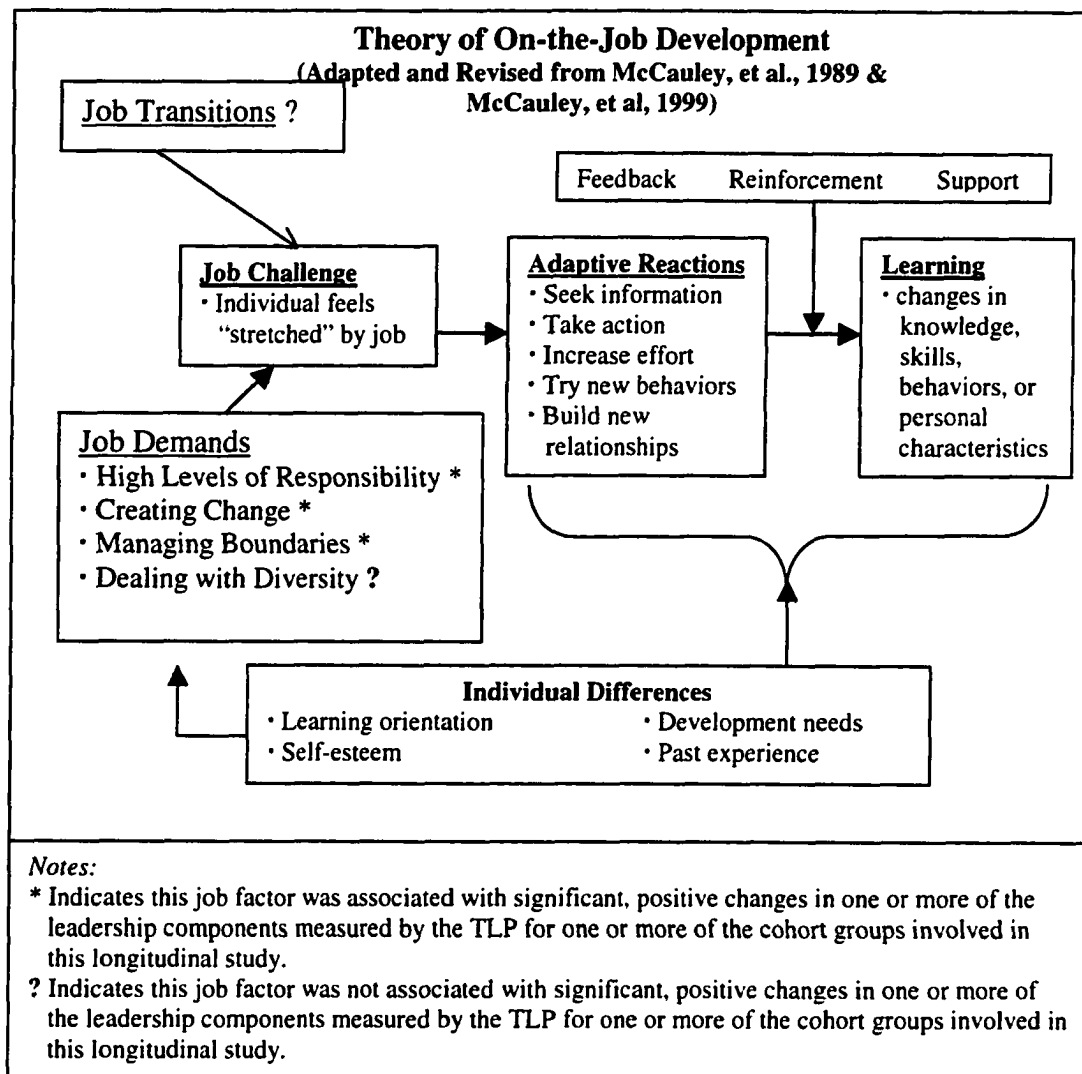 Theory of On-the-Job Development
(Adapted and Revised from McCauley, et al., 1989 &
McCauley, et al, 1999)
Job Transitions ?
Feedback Reinforcement Support
Job Challenge
· Individual feels
"stretched" by job
Adaptive Reactions
· Seek information
· Take action
· Increase effort
· Try new behaviors
· Build new
relationships
Learning
· changes in
knowledge,
skills,
behaviors, or
personal
characteristics
Job Demands
· High Levels of Responsibility *
· Creating Change *
· Managing Boundaries *
· Dealing with Diversity ?
Individual Differences
· Learning orientation · Development needs
· Self-esteem · Past experience
Notes:
* Indicates this job factor was associated with significant, positive changes in one or more of the
leadership components measured by the TLP for one or more of the cohort groups involved in
this longitudinal study.
? Indicates this job factor was not associated with significant, positive changes in one or more of
the leadership components measured by the TLP for one or more of the cohort groups involved in
this longitudinal study.